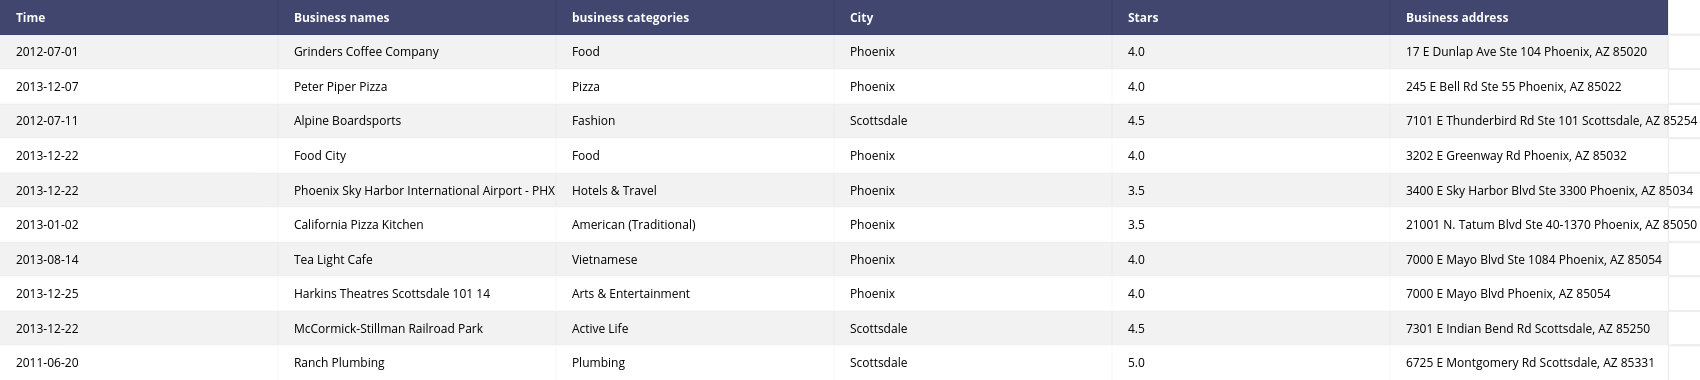 Time Business names business categories City Stars Business address
2012-07-01 Grinders Coffee Company Food Phoenix 4.0 17 E Dunlap Ave Ste 104 Phoenix, AZ 85020
2013-12-07 Peter Piper Pizza Pizza Phoenix 4.0 245 E Bell Rd Ste 55 Phoenix, AZ 85022
2012-07-11 Alpine Boardsports Fashion Scottsdale 4.5 7101 E Thunderbird Rd Ste 101 Scottsdale, AZ 85254
2013-12-22 Food City Food Phoenix 4.0 3202 E Greenway Rd Phoenix, AZ 85032
2013-12-22 Phoenix Sky Harbor International Airport - PHX Hotels & Travel Phoenix 3.5 3400 E Sky Harbor Blvd Ste 3300 Phoenix, AZ 85034
2013-01-02 California Pizza Kitchen American (Traditional) Phoenix 3.5 21001 N. Tatum Blvd Ste 40-1370 Phoenix, AZ 85050
2013-08-14 Tea Light Cafe Vietnamese Phoenix 4.0 7000 E Mayo Blvd Ste 1084 Phoenix, AZ 85054
2013-12-25 Harkins Theatres Scottsdale 101 14 Arts & Entertainment Phoenix 4.0 7000 E Mayo Blvd Phoenix, AZ 85054
2013-12-22 McCormick-Stillman Railroad Park Active Life Scottsdale 4.5 7301 E Indian Bend Rd Scottsdale, AZ 85250
2011-06-20 Ranch Plumbing Plumbing Scottsdale 5.0 6725 E Montgomery Rd Scottsdale, AZ 85331